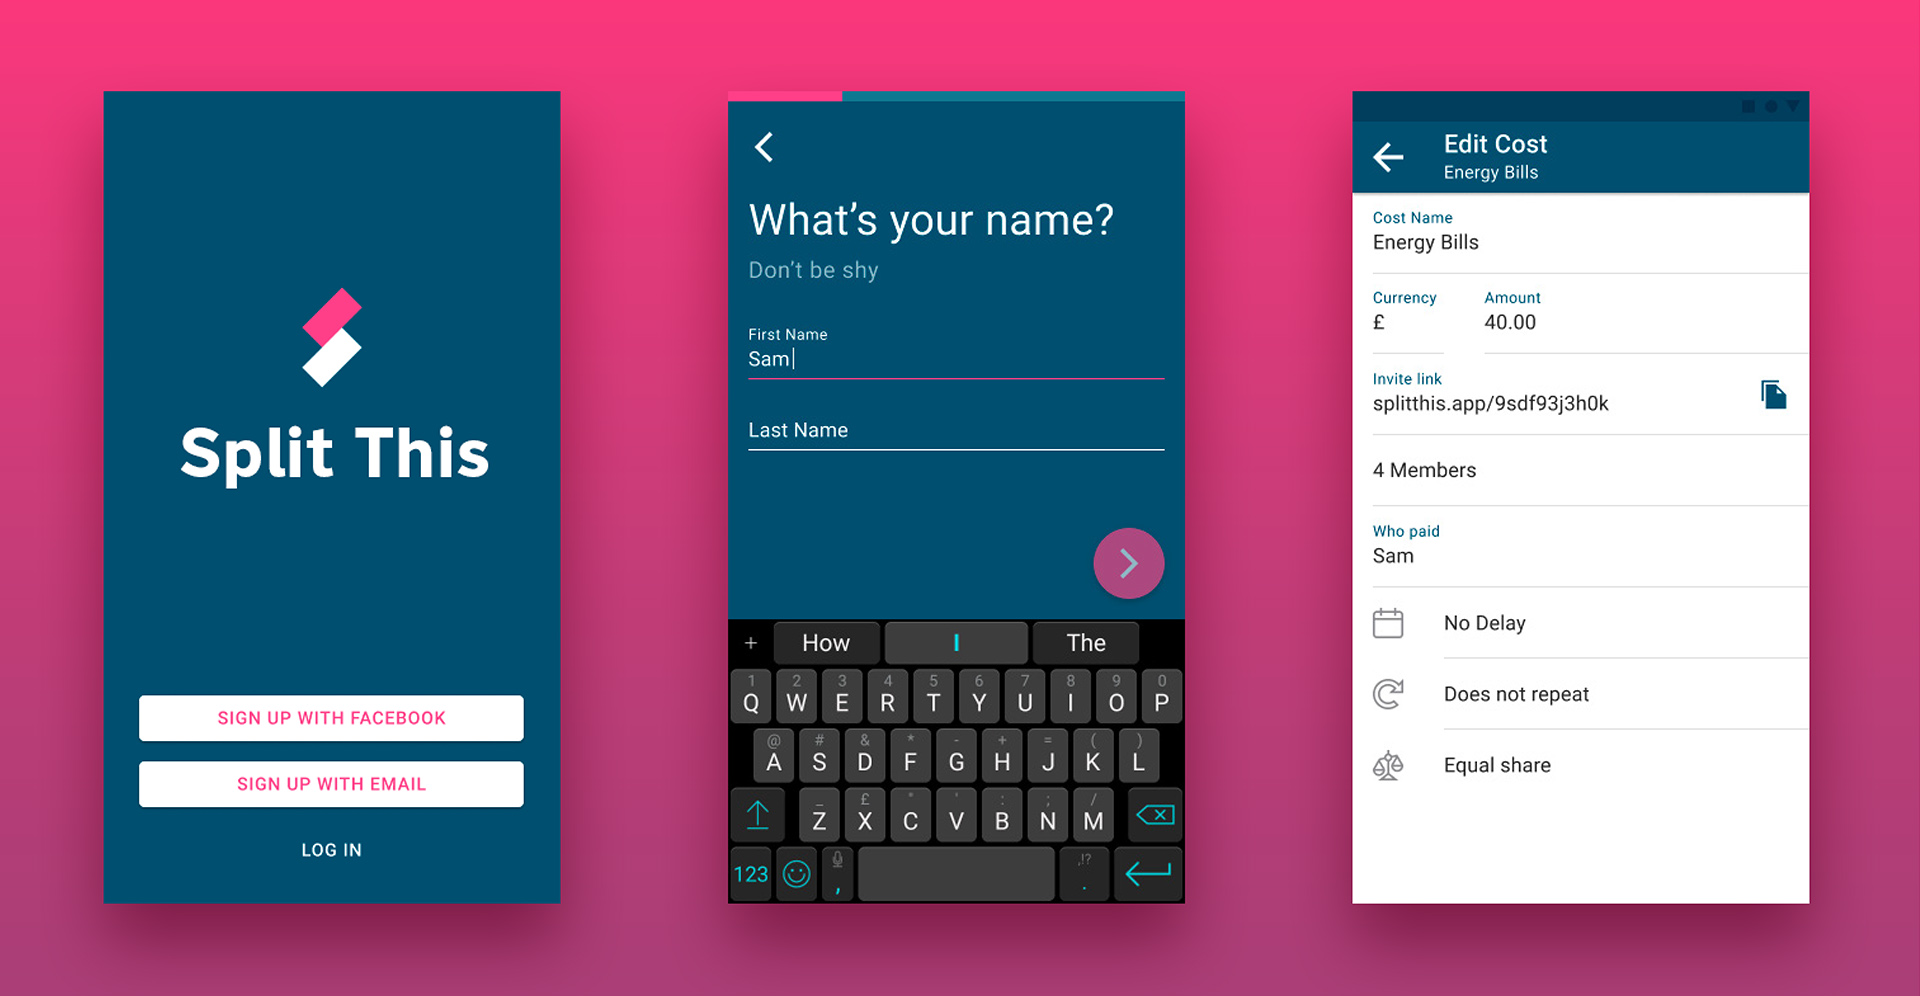 Split This
SIGN UP WITH FACEBOOK
SIGN UP WITH EMAIL
LOG IN
What’s your name?
Don’t be shy
First Name
Sam
Last Name
+ How I The
1 2 3 4 5 6 7 8 9 0
Q W E R T Y U I O P
@ # & * - + = ( )
A S D F G H J K L
_ £ " ' : ; /
Z X C V B N M
,!?
123 , .
Edit Cost
Energy Bills
Cost Name
Energy Bills
Currency Amount
£ 40.00
Invite link
splitthis.app/9sdf93j3h0k
4 Members
Who paid
Sam
No Delay
Does not repeat
Equal share